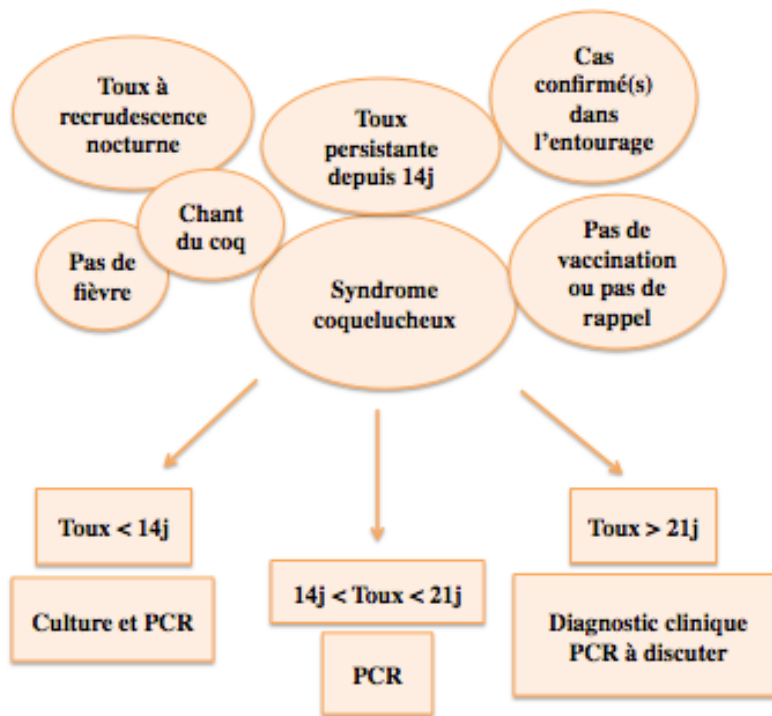 Toux à
recrudescence
nocturne
Toux
persistante
depuis 14j
Cas
confirmé(s)
dans
l'entourage
Chant
du coq
Pas de
fièvre
Syndrome
coquelucheux
Pas de
vaccination
ou pas de
rappel
Toux < 14j
Culture et PCR
14j < Toux < 21j
PCR
Toux > 21j
Diagnostic clinique
PCR à discuter